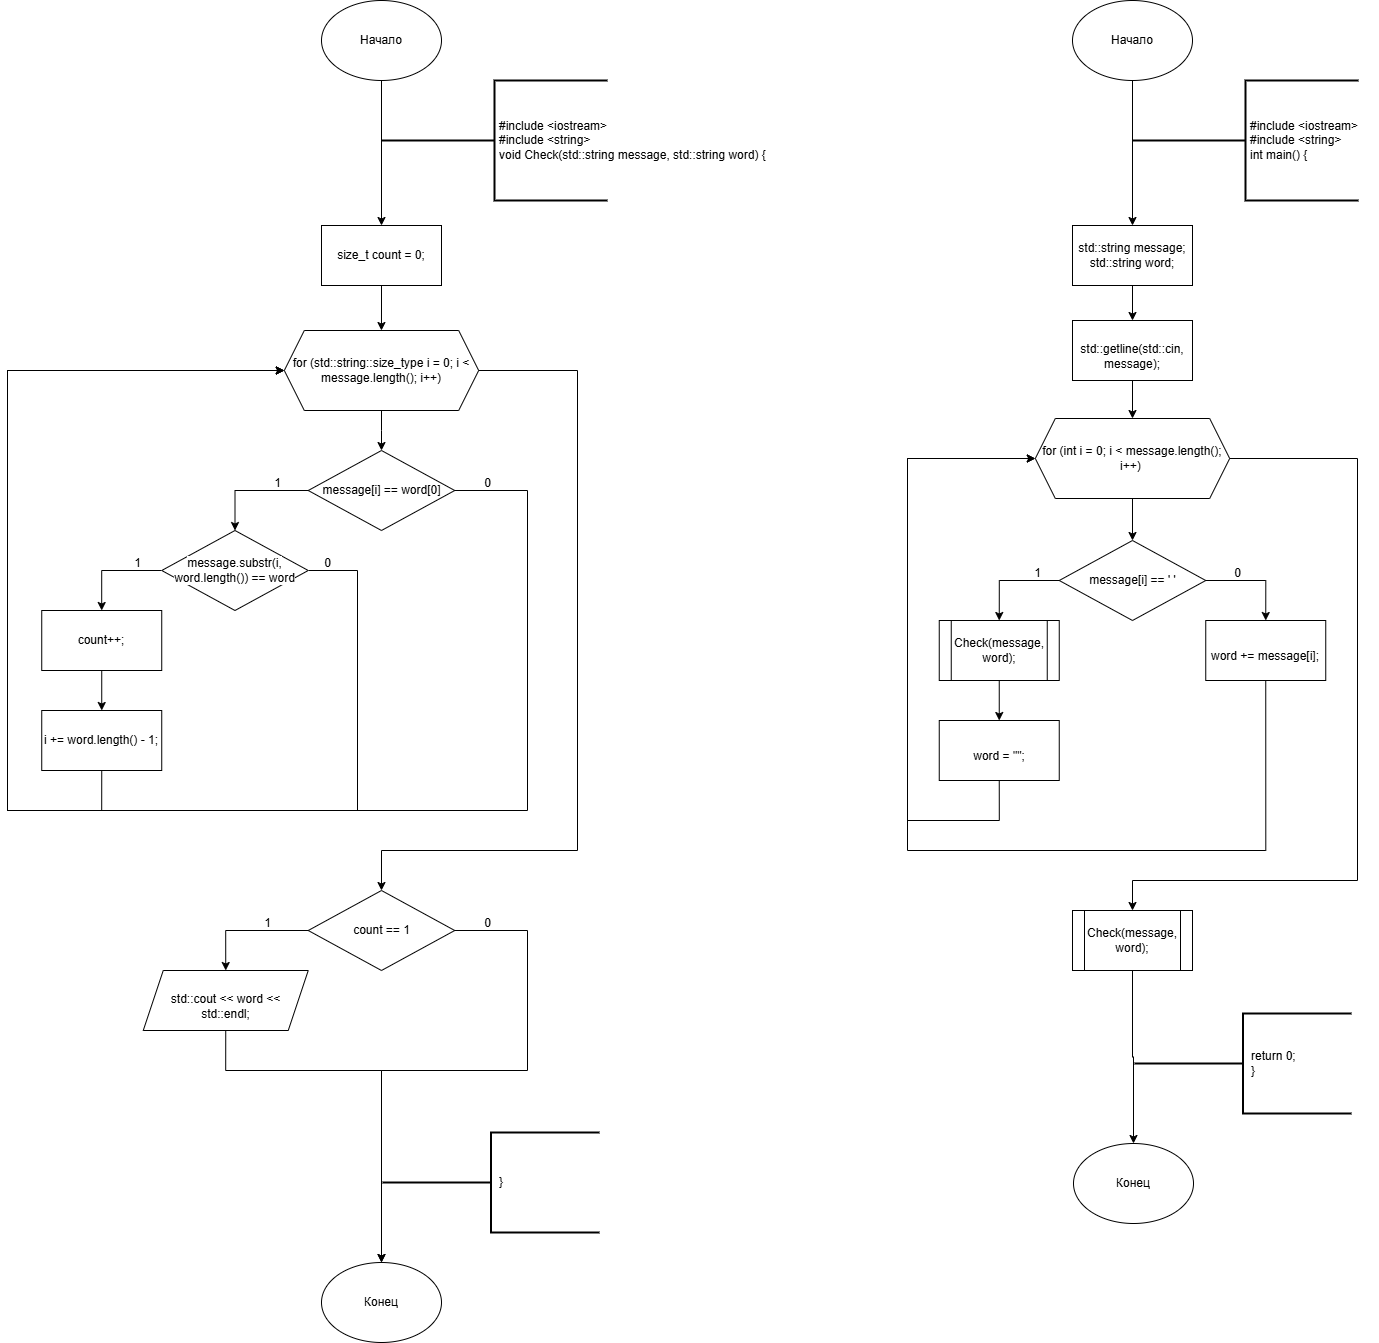 Начало
#include <iostream>
#include <string>
void Check(std::string message, std::string word) {
size_t count = 0;
for (std::string::size_type i = 0; i <
message.length(); i++)
message[i] == word[0]
1
0
message.substr(i,
word.length()) == word
1
0
count++;
i += word.length() - 1;
count == 1
1
0
std::cout << word <<
std::endl;
}
Конец
Начало
#include <iostream>
#include <string>
int main() {
std::string message;
std::string word;
std::getline(std::cin,
message);
for (int i = 0; i < message.length();
i++)
message[i] == ' '
1
0
Check(message,
word);
word += message[i];
word = "";
Check(message,
word);
return 0;
}
Конец